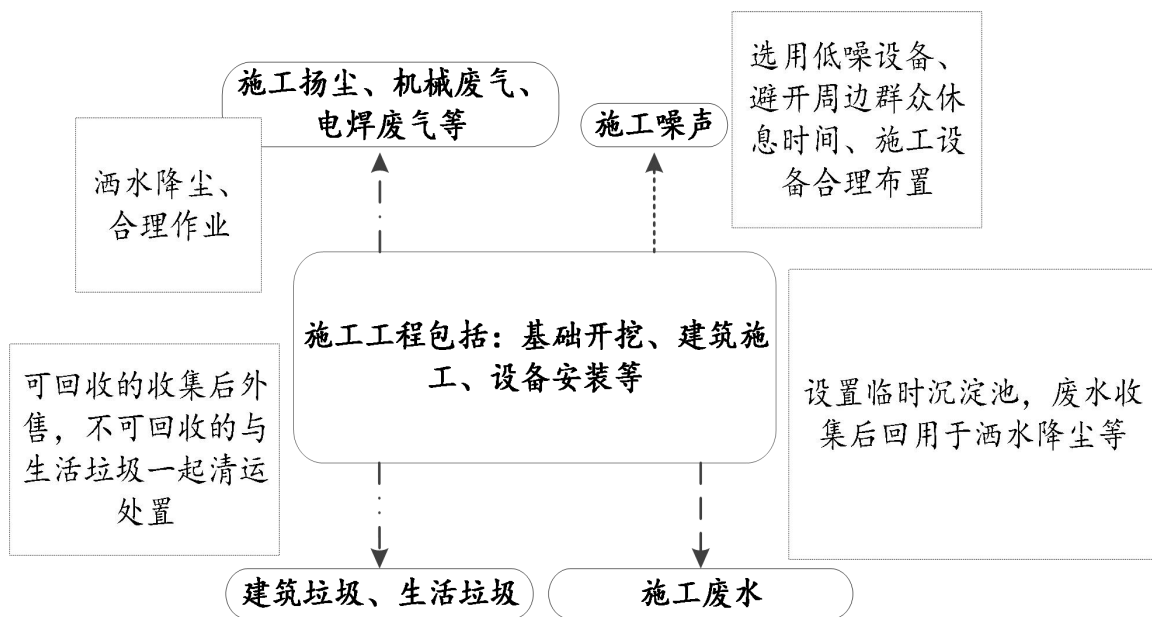 施工扬尘、机械废气、
电焊废气等
施工噪声
选用低噪设备、
避开周边群众休
息时间、施工设
备合理布置
洒水降尘、
合理作业
施工工程包括：基础开挖、建筑施
工、设备安装等
可回收的收集后外
售，不可回收的与
生活垃圾一起清运
处置
设置临时沉淀池，废水收
集后回用于洒水降尘等
建筑垃圾、生活垃圾
施工废水